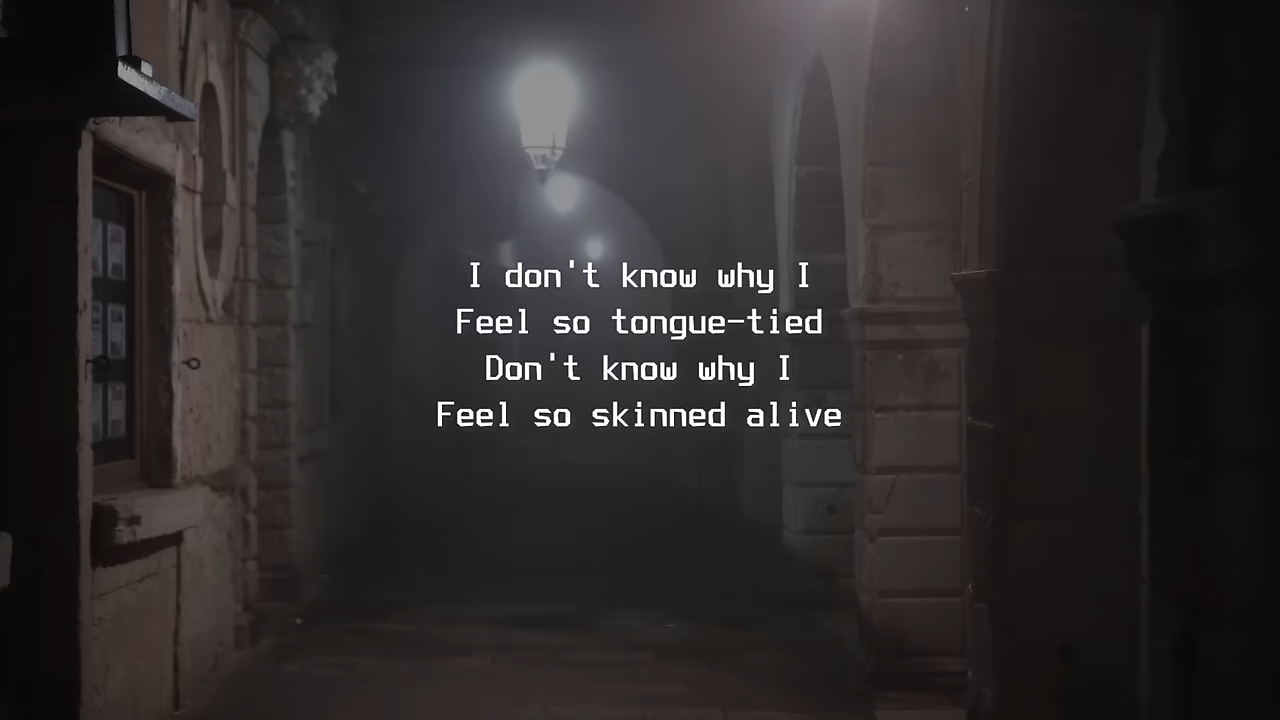 I don't know why I
Feel so tongue-tied
Don't know why I
Feel so skinned alive